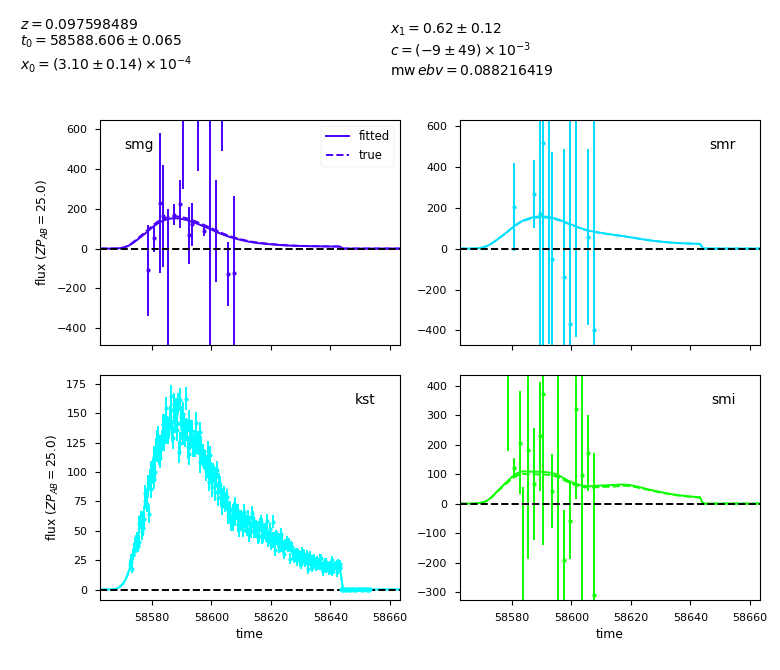 z = 0.097598489
t₀ = 58588.606 ± 0.065
x₀ = (3.10 ± 0.14) × 10⁻⁴
x₁ = 0.62 ± 0.12
c = (−9 ± 49) × 10⁻³
mw ebv = 0.088216419
smg
fitted
true
600
400
200
0
−200
−400
flux (ZP_AB = 25.0)
smr
600
400
200
0
−200
−400
kst
175
150
125
100
75
50
25
0
flux (ZP_AB = 25.0)
58580 58600 58620 58640 58660
time
smi
400
300
200
100
0
−100
−200
−300
58580 58600 58620 58640 58660
time